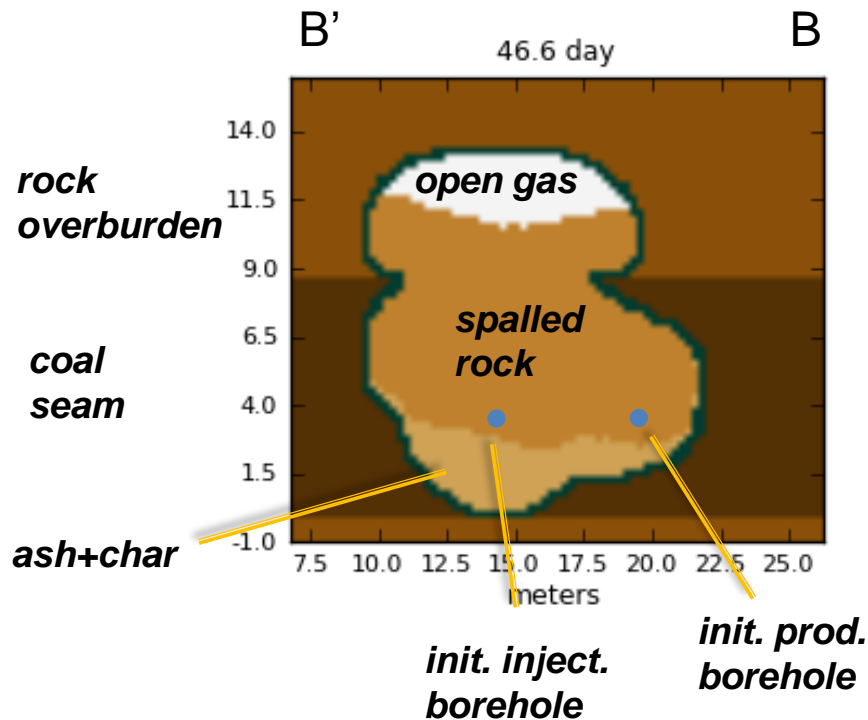 B’ B
46.6 day
14.0
rock
overburden
open gas
11.5
9.0
spalled
rock
6.5
coal
seam
4.0
1.5
ash+char
-1.0
7.5 10.0 12.5 15.0 17.5 20.0 22.5 25.0
meters
init. inject.
borehole
init. prod.
borehole